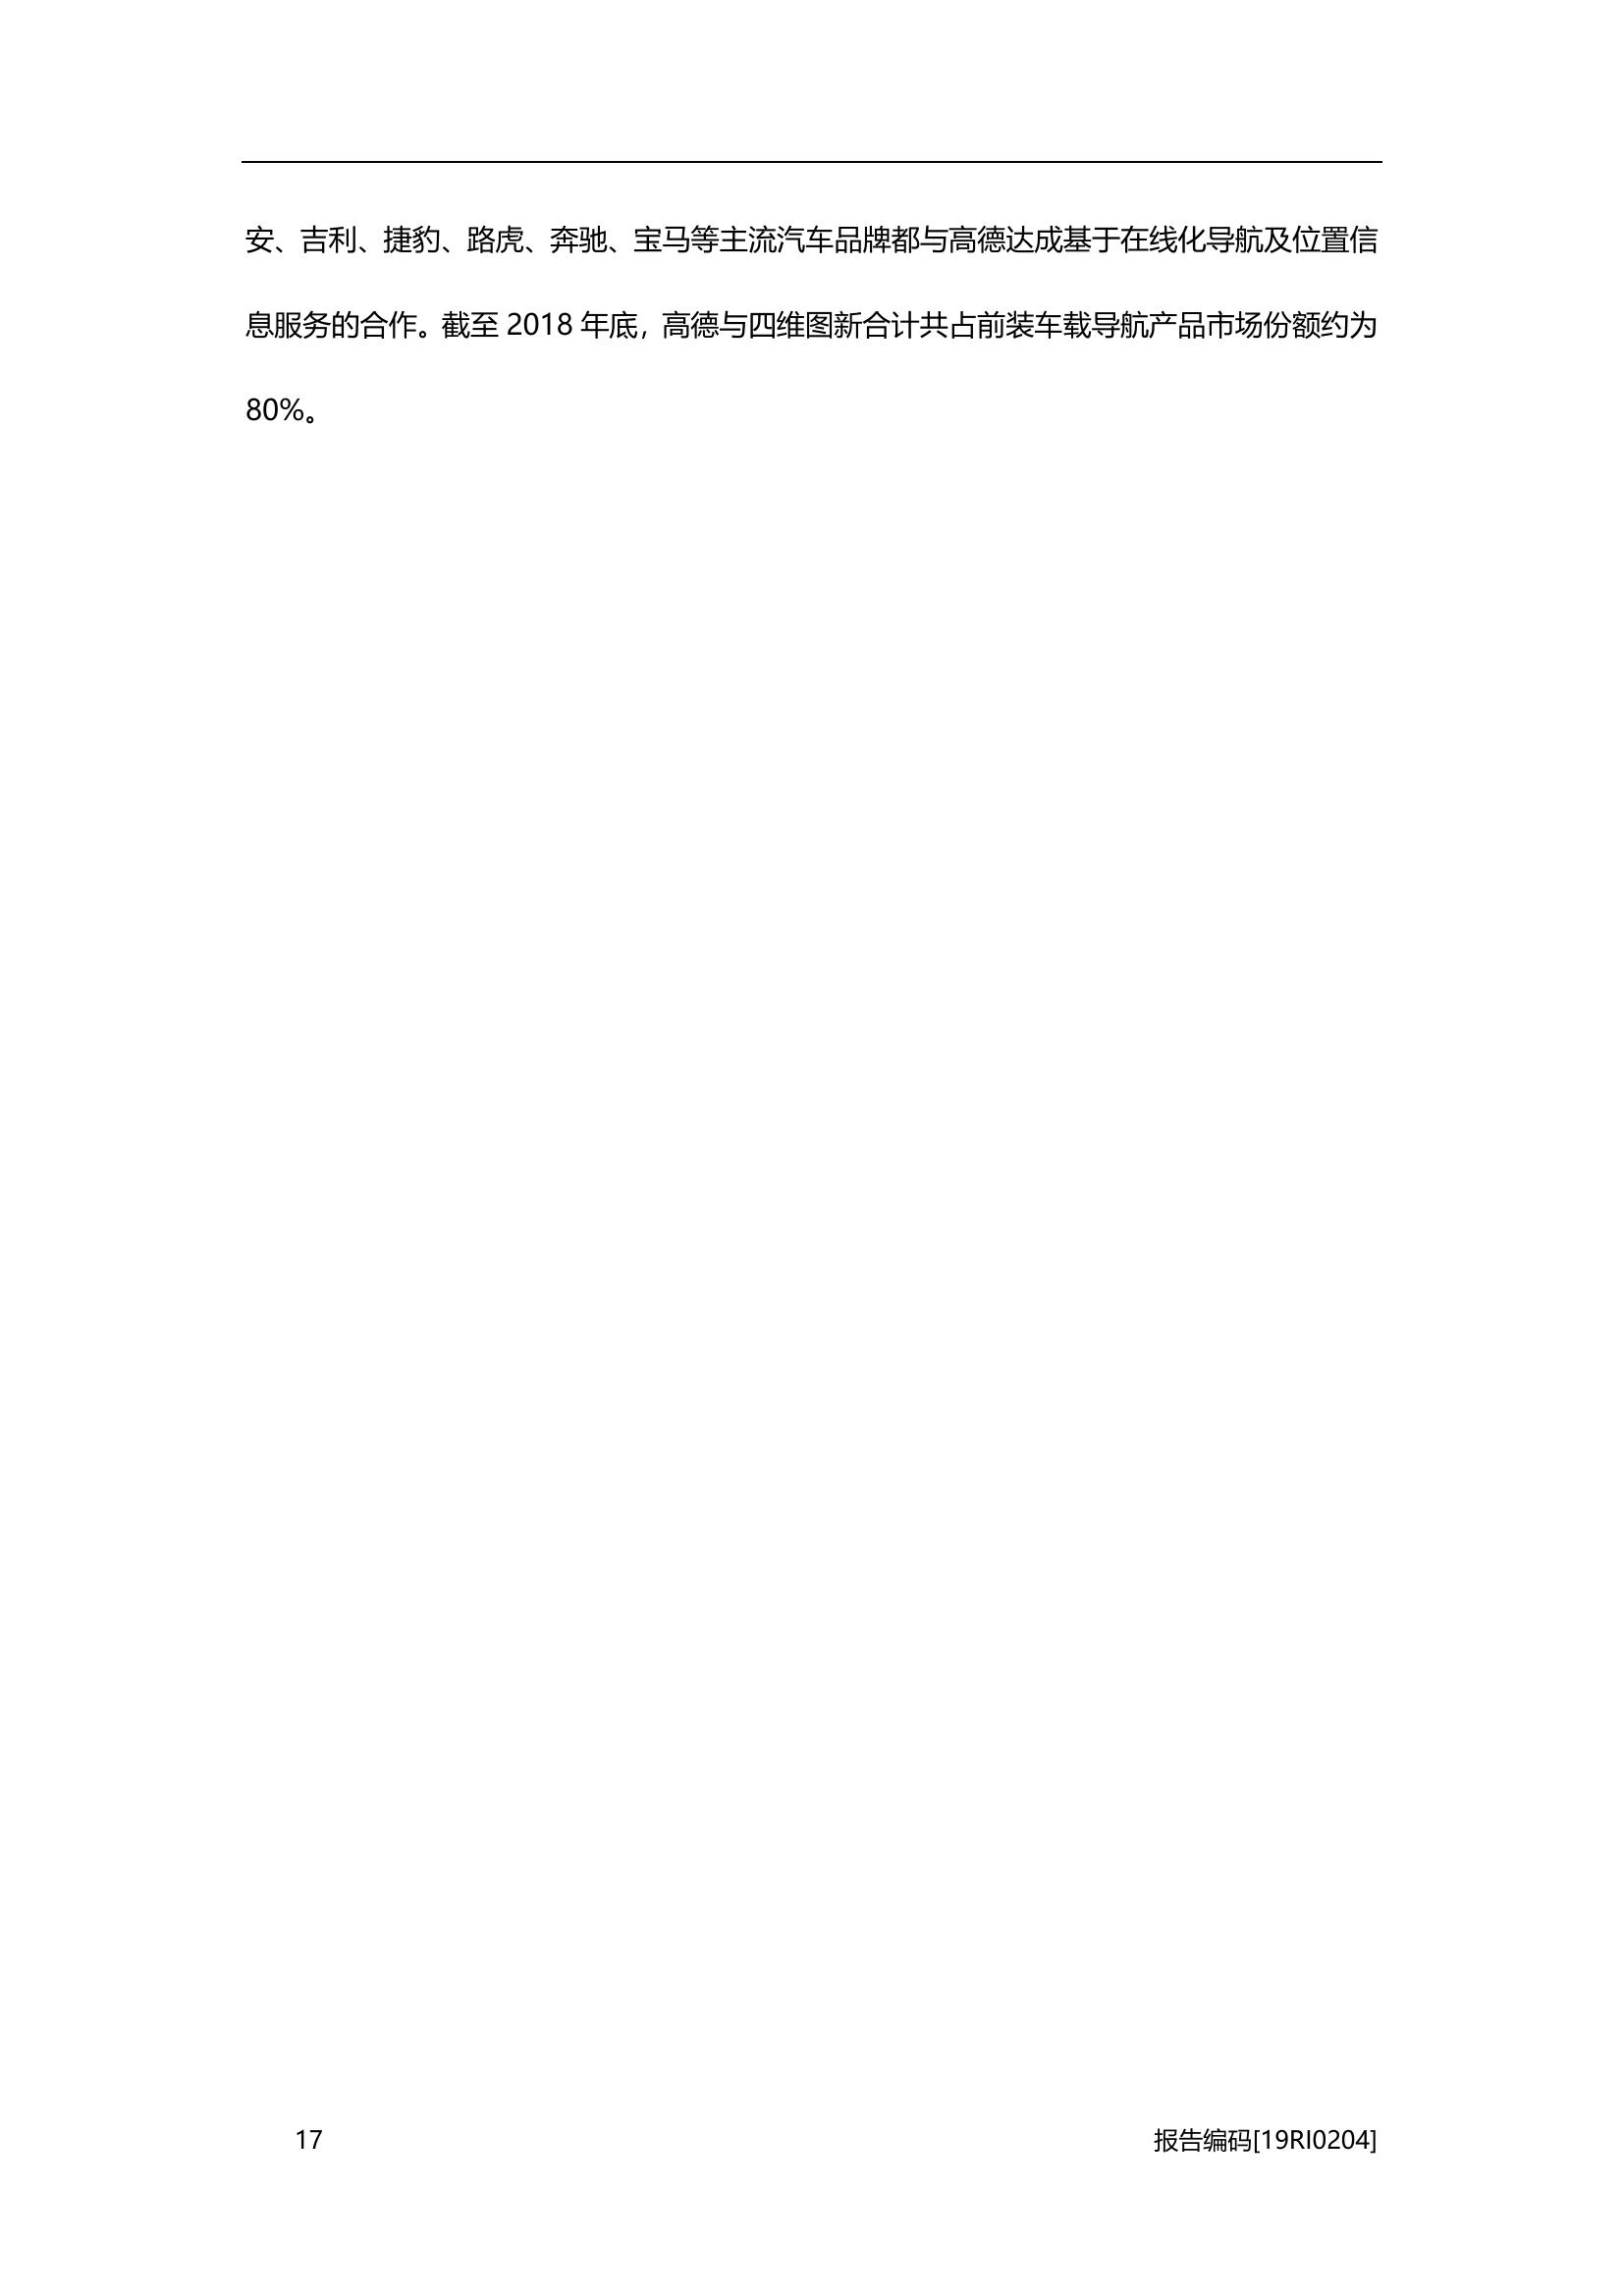 安、吉利、捷豹、路虎、奔驰、宝马等主流汽车品牌都与高德达成基于在线化导航及位置信
息服务的合作。截至 2018 年底，高德与四维图新合计共占前装车载导航产品市场份额约为
80%。
17
报告编码[19RI0204]